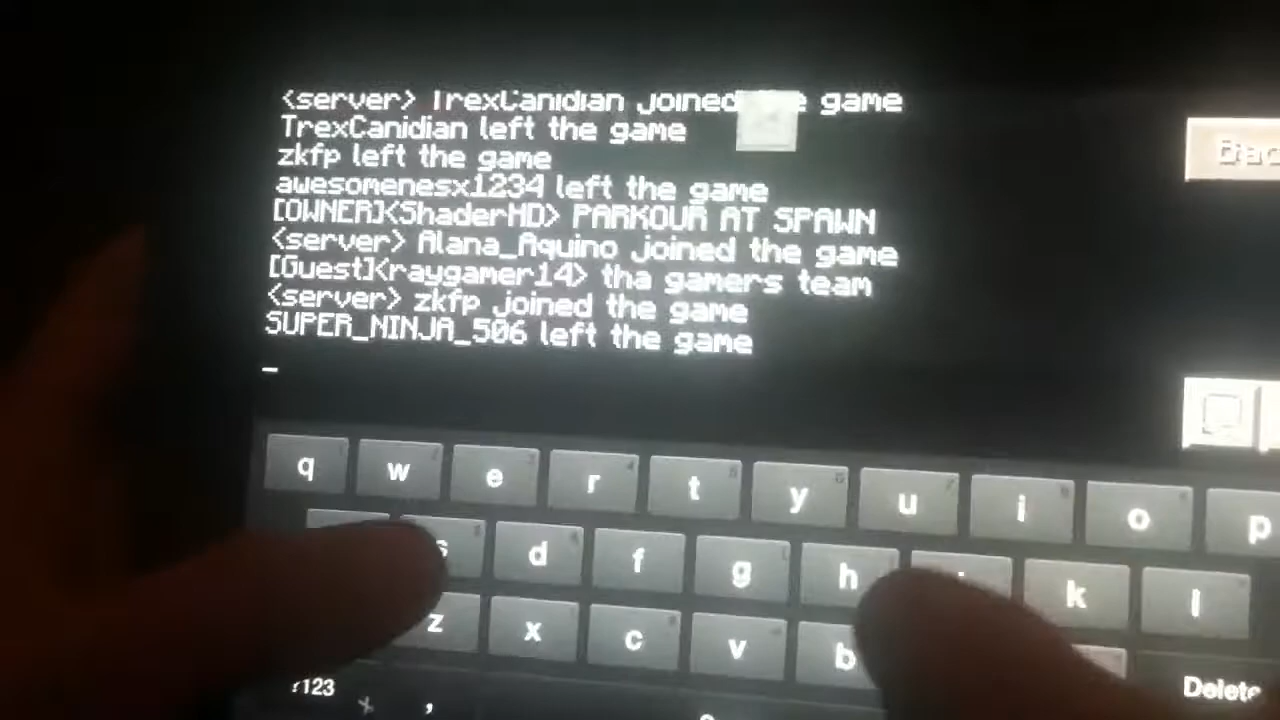 <server> TrexCanidian joined the game
TrexCanidian left the game
zkfp left the game
awesomenesx1234 left the game
[OWNER]<ShaderHD> PARKOUR AT SPAWN
<server> Alana_Aquino joined the game
[Guest]<raygamer14> tha gamers team
<server> zkfp joined the game
SUPER_NINJA_506 left the game
_
q w e r t y u i o p
s d f g h k l
z x c v b
?123 , Delete